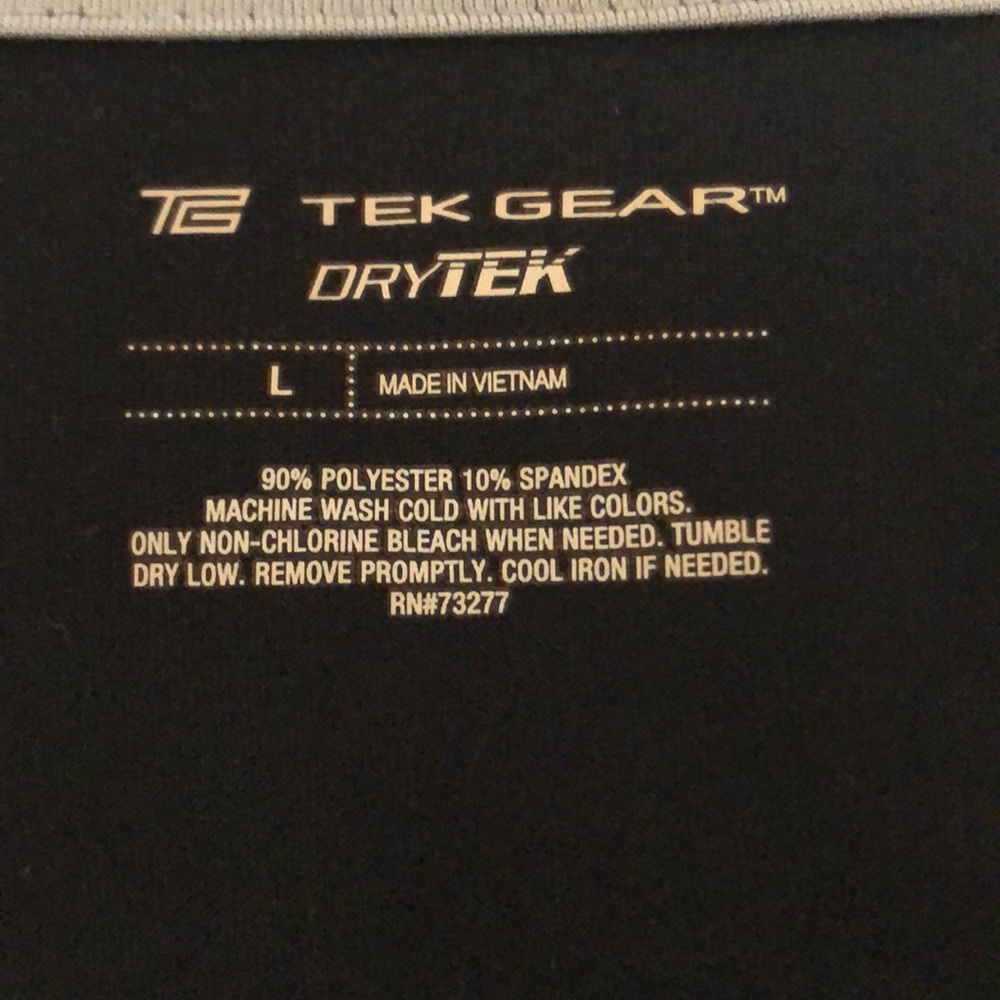 TG TEK GEAR™
DRYTEK
L MADE IN VIETNAM
90% POLYESTER 10% SPANDEX
MACHINE WASH COLD WITH LIKE COLORS.
ONLY NON-CHLORINE BLEACH WHEN NEEDED. TUMBLE
DRY LOW. REMOVE PROMPTLY. COOL IRON IF NEEDED.
RN#73277